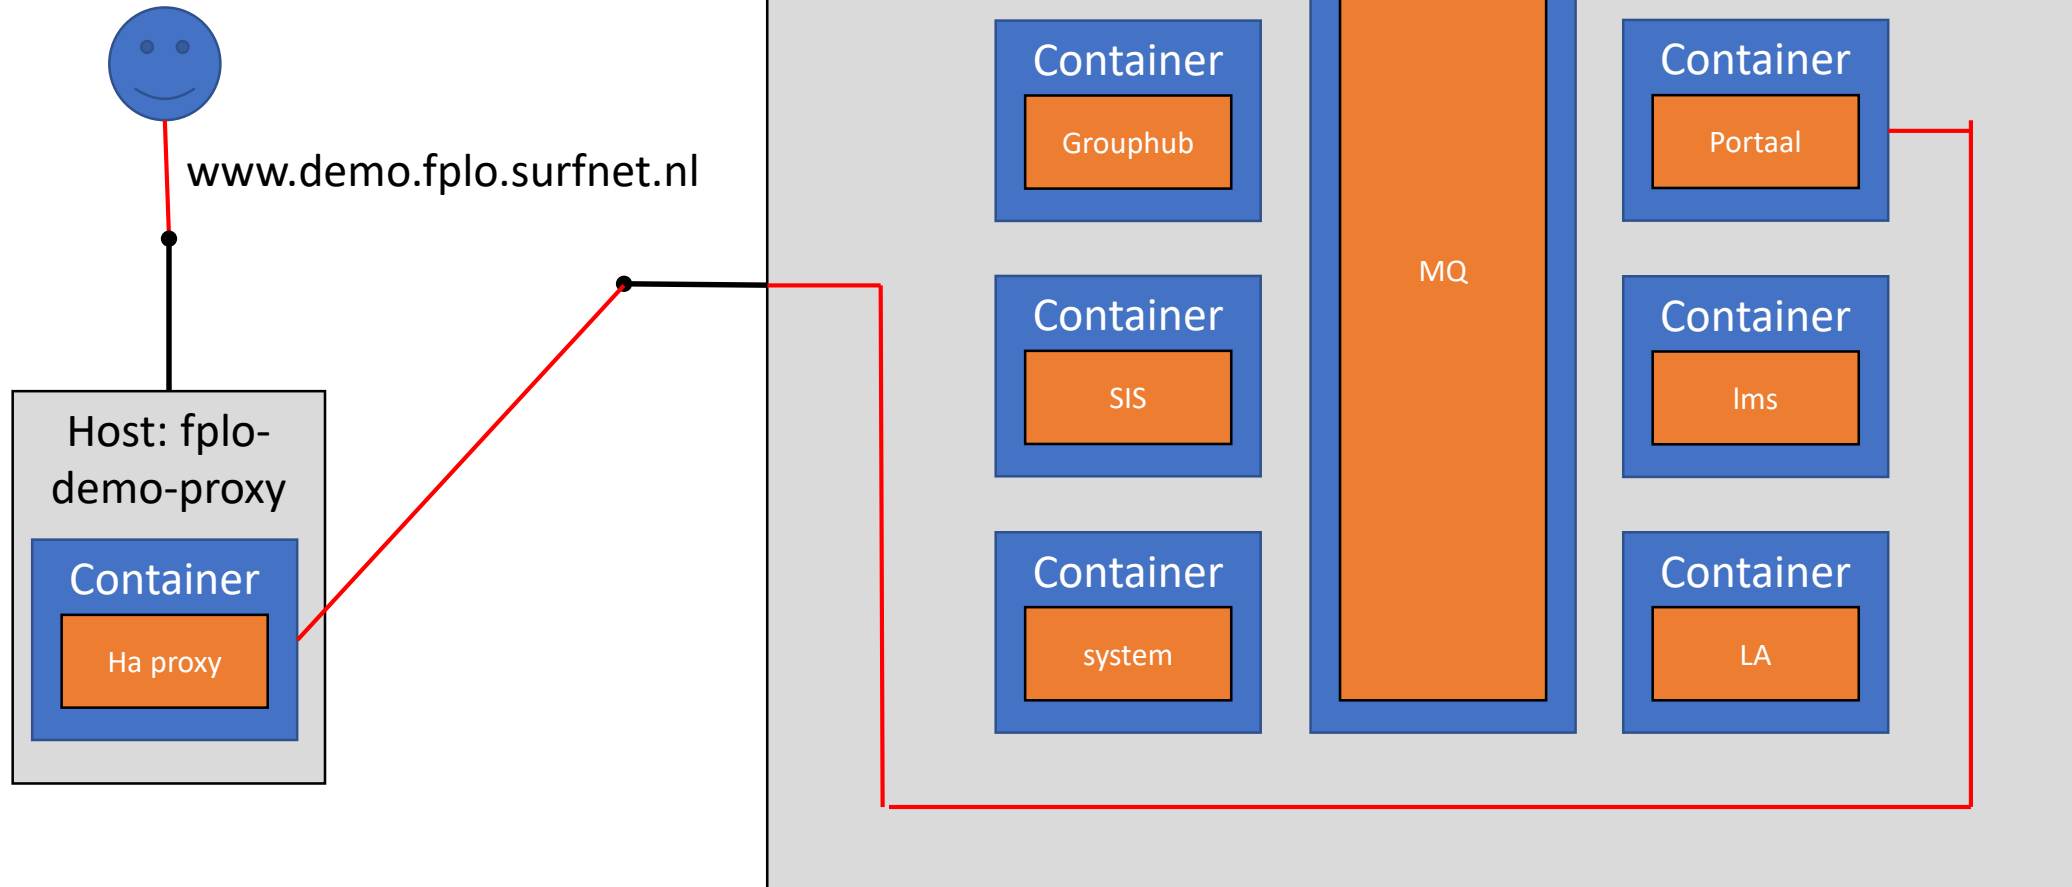 www.demo.fplo.surfnet.nl
Host: fplo-
demo-proxy
Container
Ha proxy
Container
Grouphub
Container
SIS
Container
system
MQ
Container
Portaal
Container
lms
Container
LA